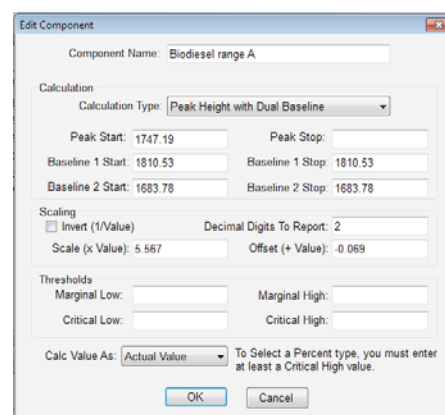 Edit Component
Component Name: Biodiesel range A
Calculation
Calculation Type: Peak Height with Dual Baseline
Peak Start: 1747.19 Peak Stop:
Baseline 1 Start: 1810.53 Baseline 1 Stop: 1810.53
Baseline 2 Start: 1683.78 Baseline 2 Stop: 1683.78
Scaling
Invert (1/Value) Decimal Digits To Report: 2
Scale (x Value): 5.567 Offset (+ Value): -0.069
Thresholds
Marginal Low: Marginal High:
Critical Low: Critical High:
Calc Value As: Actual Value To Select a Percent type, you must enter
at least a Critical High value.
OK Cancel